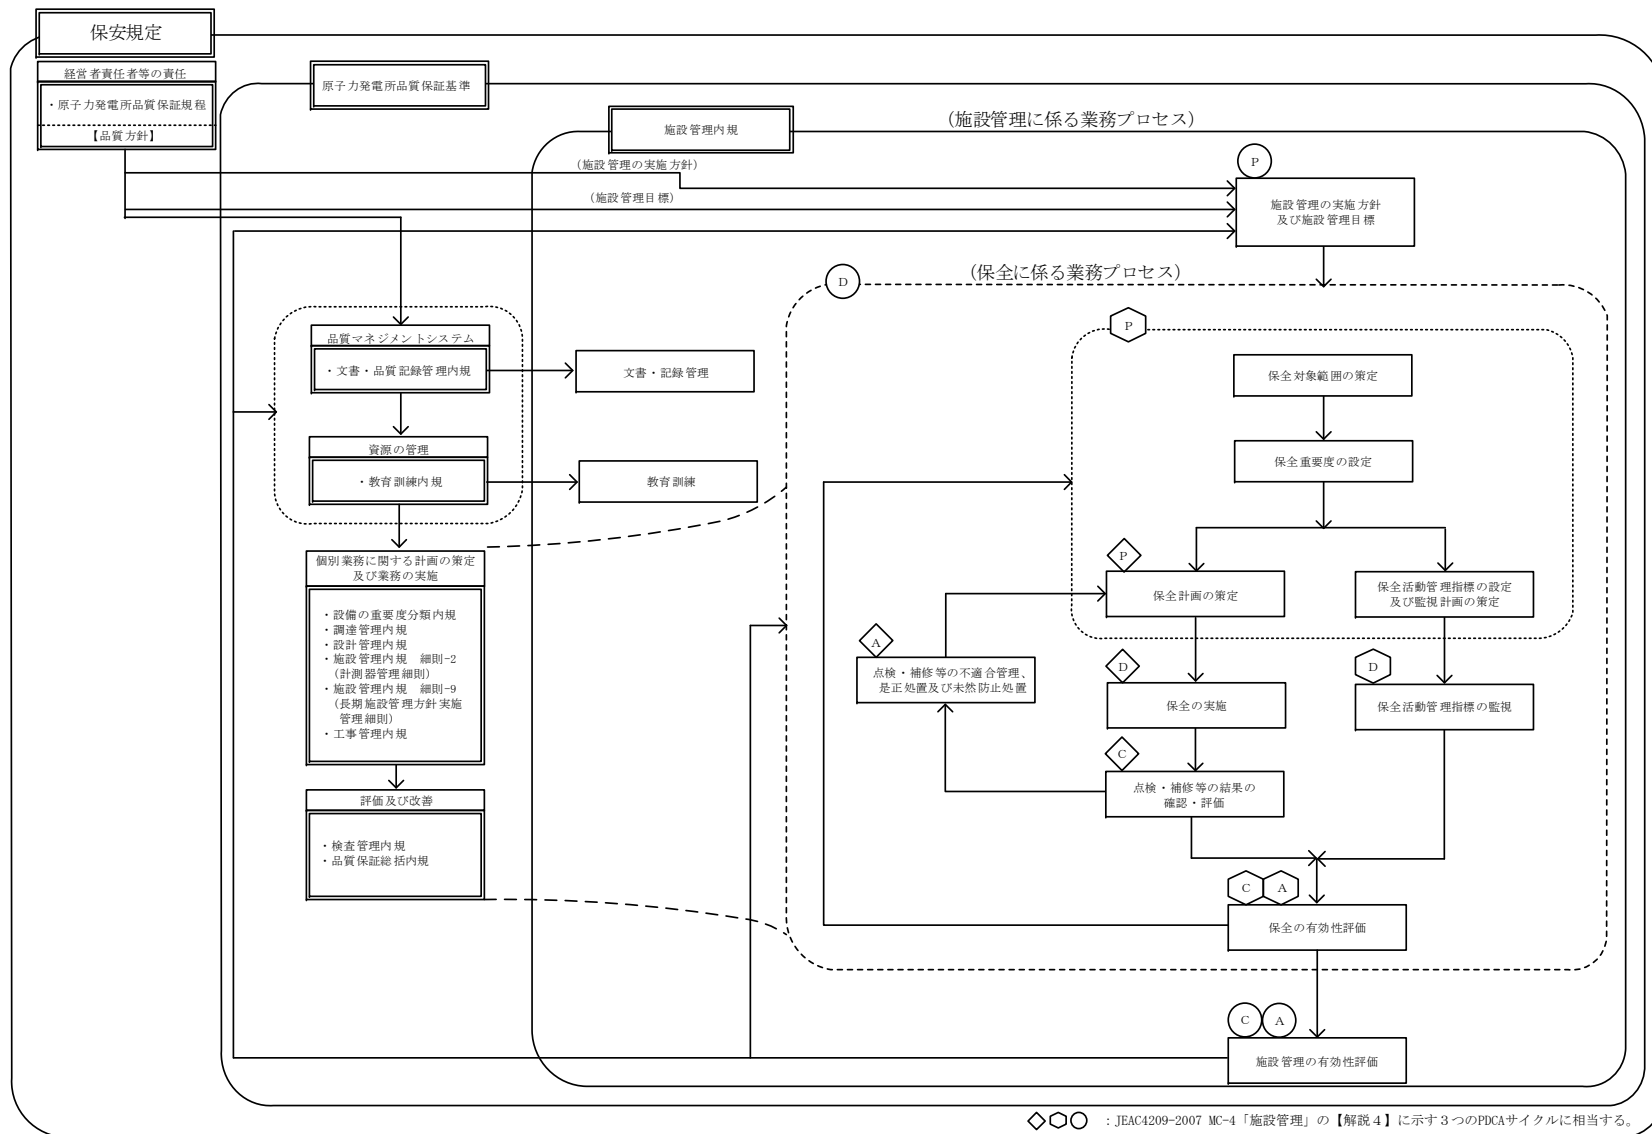 保安規定
経営者責任者等の責任
・原子力発電所品質保証規程
【品質方針】
原子力発電所品質保証基準
施設管理内規
（施設管理に係る業務プロセス）
（施設管理の実施方針）
（施設管理目標）
P
施設管理の実施方針
及び施設管理目標
D
（保全に係る業務プロセス）
P
品質マネジメントシステム
・文書・品質記録管理内規
文書・記録管理
資源の管理
・教育訓練内規
教育訓練
個別業務に関する計画の策定
及び業務の実施
・設備の重要度分類内規
・調達管理内規
・設計管理内規
・施設管理内規　細則-2
（計測器管理細則）
・施設管理内規　細則-9
（長期施設管理方針実施
管理細則）
・工事管理内規
評価及び改善
・検査管理内規
・品質保証総括内規
保全対象範囲の策定
保全重要度の設定
P
保全計画の策定
保全活動管理指標の設定
及び監視計画の策定
A
点検・補修等の不適合管理、
是正処置及び未然防止処置
D
保全の実施
D
保全活動管理指標の監視
C
点検・補修等の結果の
確認・評価
C
A
保全の有効性評価
C
A
施設管理の有効性評価
：JEAC4209-2007 MC-4「施設管理」の【解説４】に示す３つのPDCAサイクルに相当する。